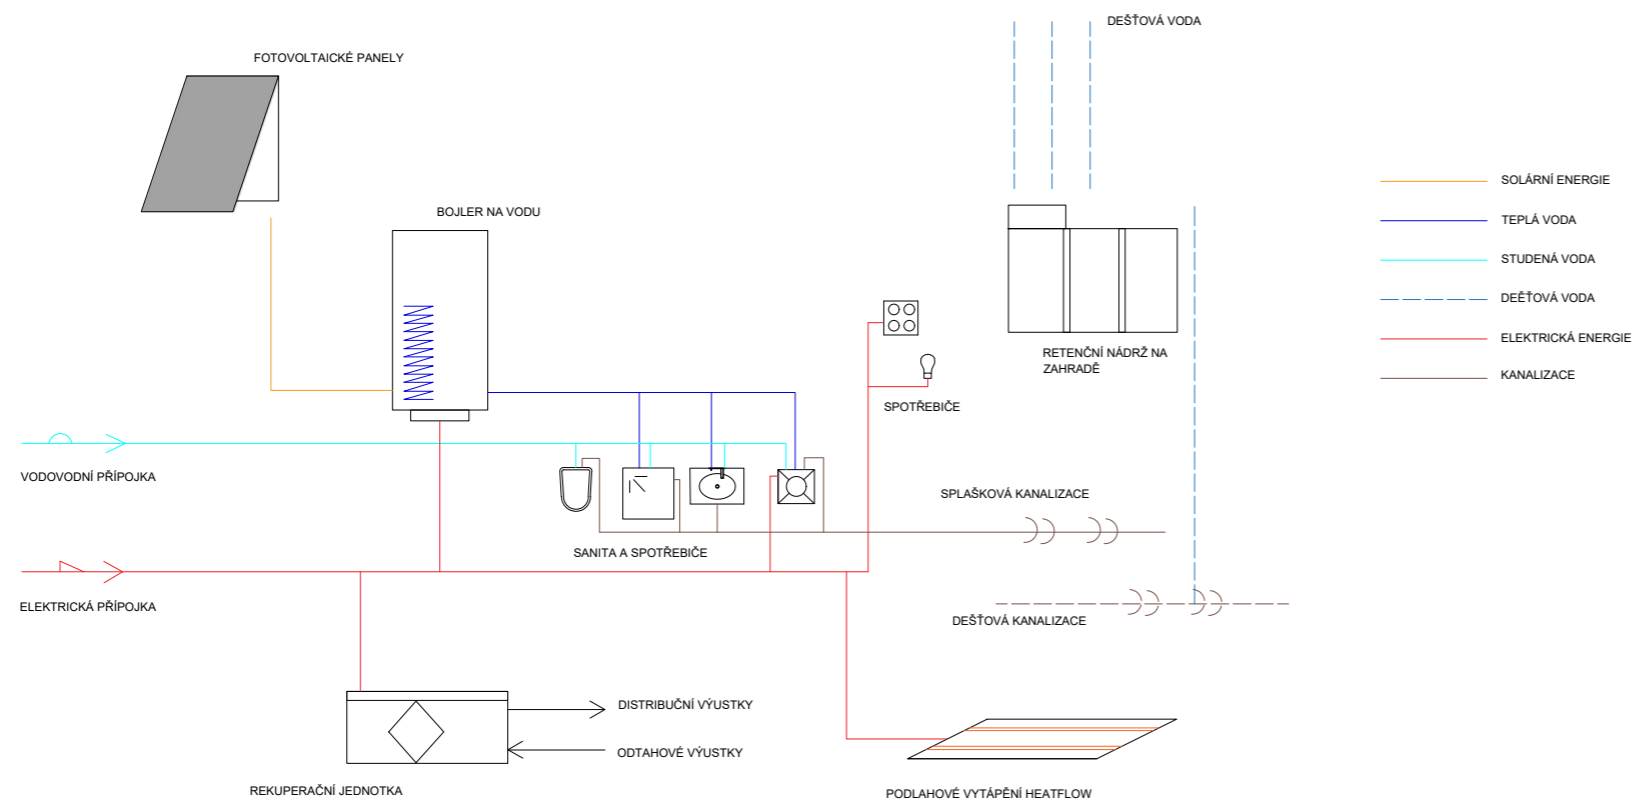 DEŠŤOVÁ VODA
FOTOVOLTAICKÉ PANELY
BOJLER NA VODU
SOLÁRNÍ ENERGIE
TEPLÁ VODA
STUDENÁ VODA
DEĚŤOVÁ VODA
ELEKTRICKÁ ENERGIE
KANALIZACE
RETENČNÍ NÁDRŽ NA
ZAHRADĚ
SPOTŘEBIČE
VODOVODNÍ PŘÍPOJKA
SPLAŠKOVÁ KANALIZACE
SANITA A SPOTŘEBIČE
ELEKTRICKÁ PŘÍPOJKA
DEŠŤOVÁ KANALIZACE
DISTRIBUČNÍ VÝUSTKY
ODTAHOVÉ VÝUSTKY
REKUPERAČNÍ JEDNOTKA
PODLAHOVÉ VYTÁPĚNÍ HEATFLOW